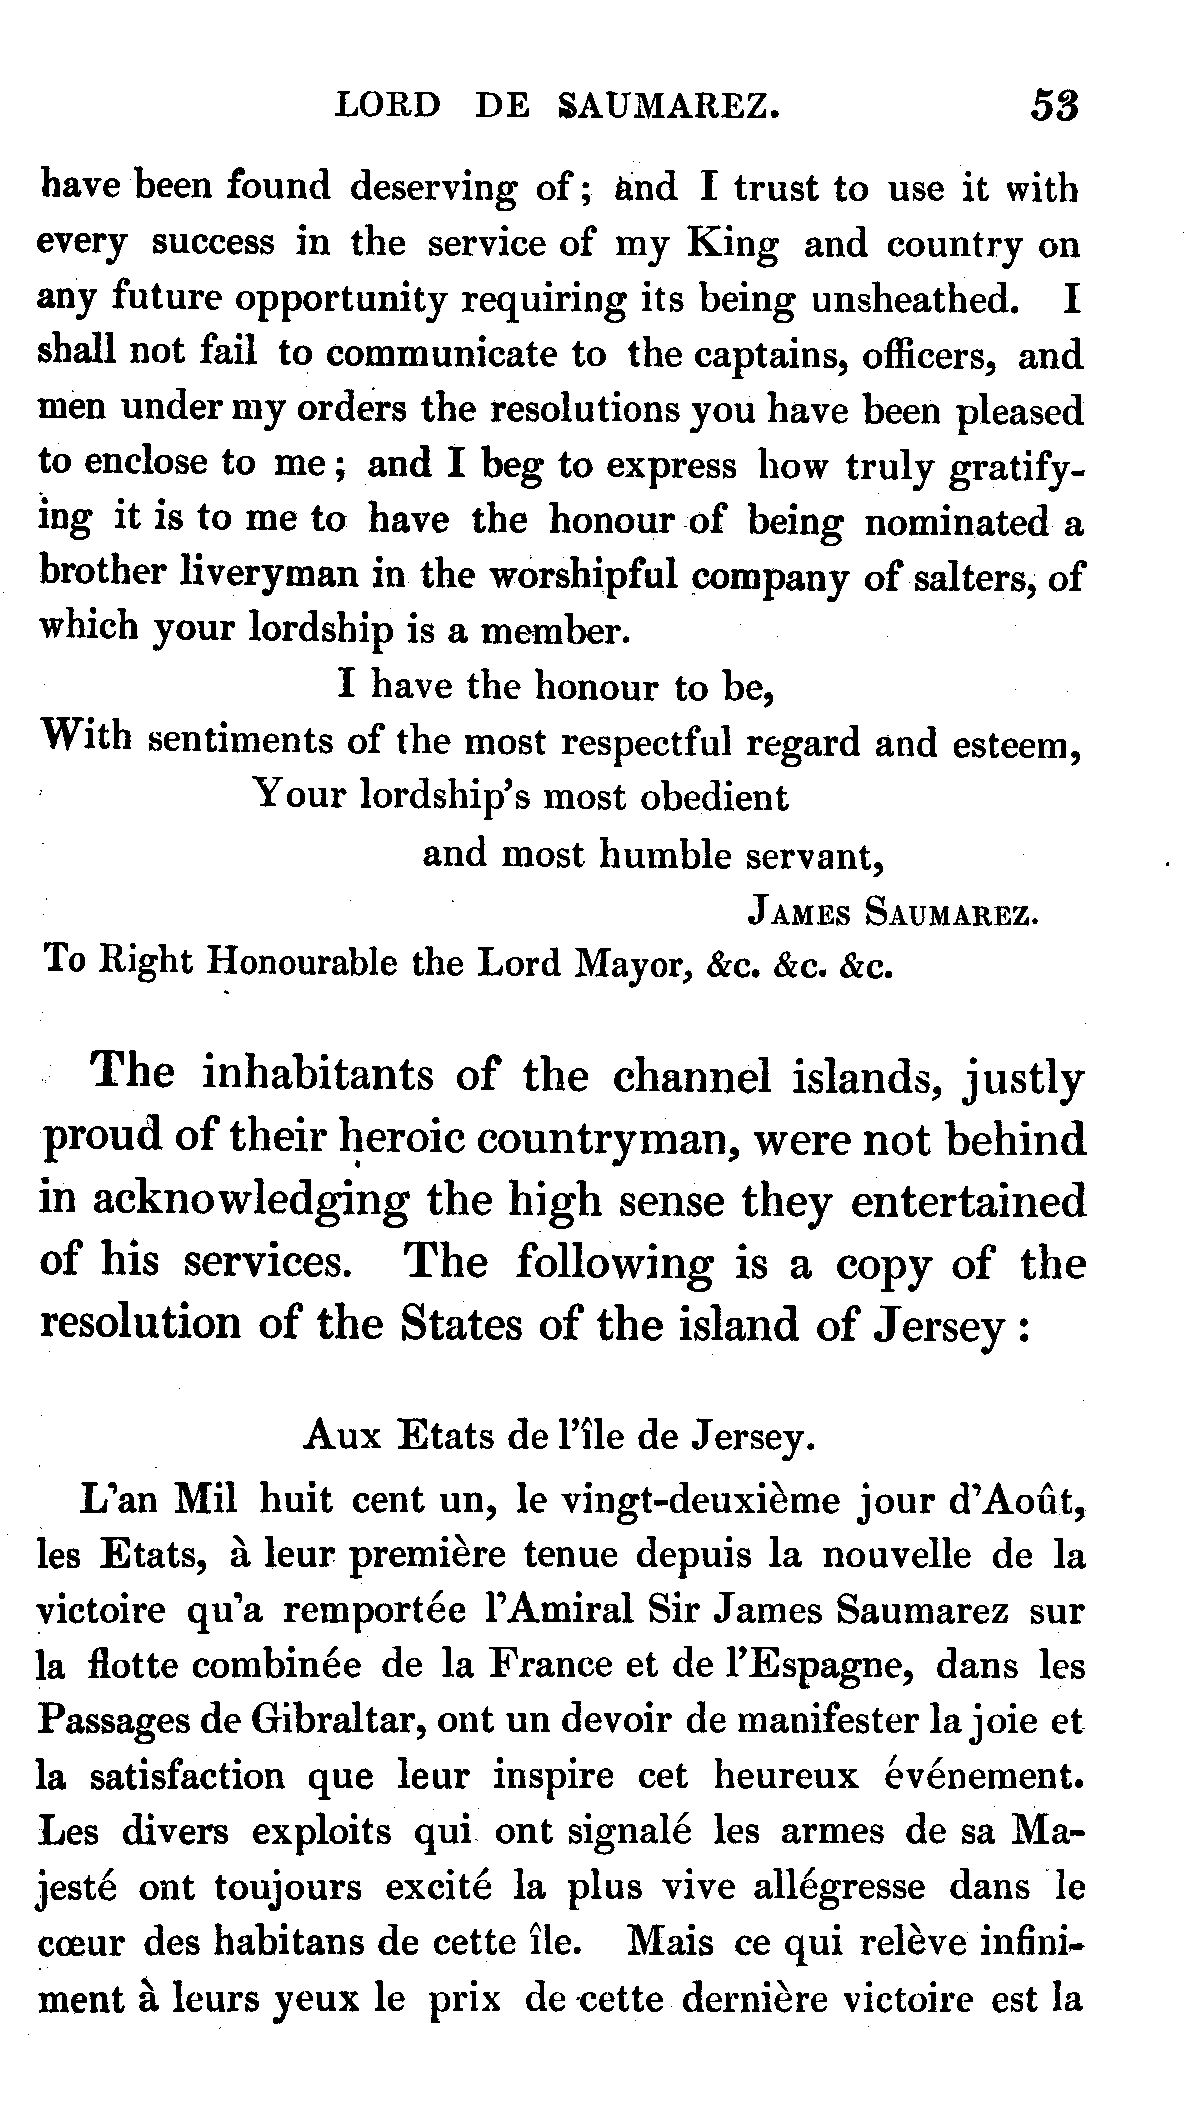 LORD DE SAUMAREZ. 53
have been found deserving of; and I trust to use it with
every success in the service of my King and country on
any future opportunity requiring its being unsheathed. I
shall not fail to communicate to the captains, officers, and
men under my orders the resolutions you have been pleased
to enclose to me; and I beg to express how truly gratify-
ing it is to me to have the honour of being nominated a
brother liveryman in the worshipful company of salters, of
which your lordship is a member.
I have the honour to be,
With sentiments of the most respectful regard and esteem,
Your lordship's most obedient
and most humble servant,
JAMES SAUMAREZ.
To Right Honourable the Lord Mayor, &c. &c. &c.
The inhabitants of the channel islands, justly
proud of their heroic countryman, were not behind
in acknowledging the high sense they entertained
of his services. The following is a copy of the
resolution of the States of the island of Jersey :
Aux Etats de l'île de Jersey.
L'an Mil huit cent un, le vingt-deuxième jour d'Août,
les Etats, à leur première tenue depuis la nouvelle de la
victoire qu'a remportée l'Amiral Sir James Saumarez sur
la flotte combinée de la France et de l'Espagne, dans les
Passages de Gibraltar, ont un devoir de manifester la joie et
la satisfaction que leur inspire cet heureux événement.
Les divers exploits qui ont signalé les armes de sa Ma-
jesté ont toujours excité la plus vive allégresse dans le
cœur des habitans de cette île. Mais ce qui relève infini-
ment à leurs yeux le prix de cette dernière victoire est la